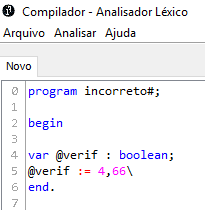 Compilador - Analisador Léxico
Arquivo Analisar Ajuda
Novo
0 program incorreto#;
1
2 begin
3
4 var @verif : boolean;
5 @verif := 4,66\
6 end.
7